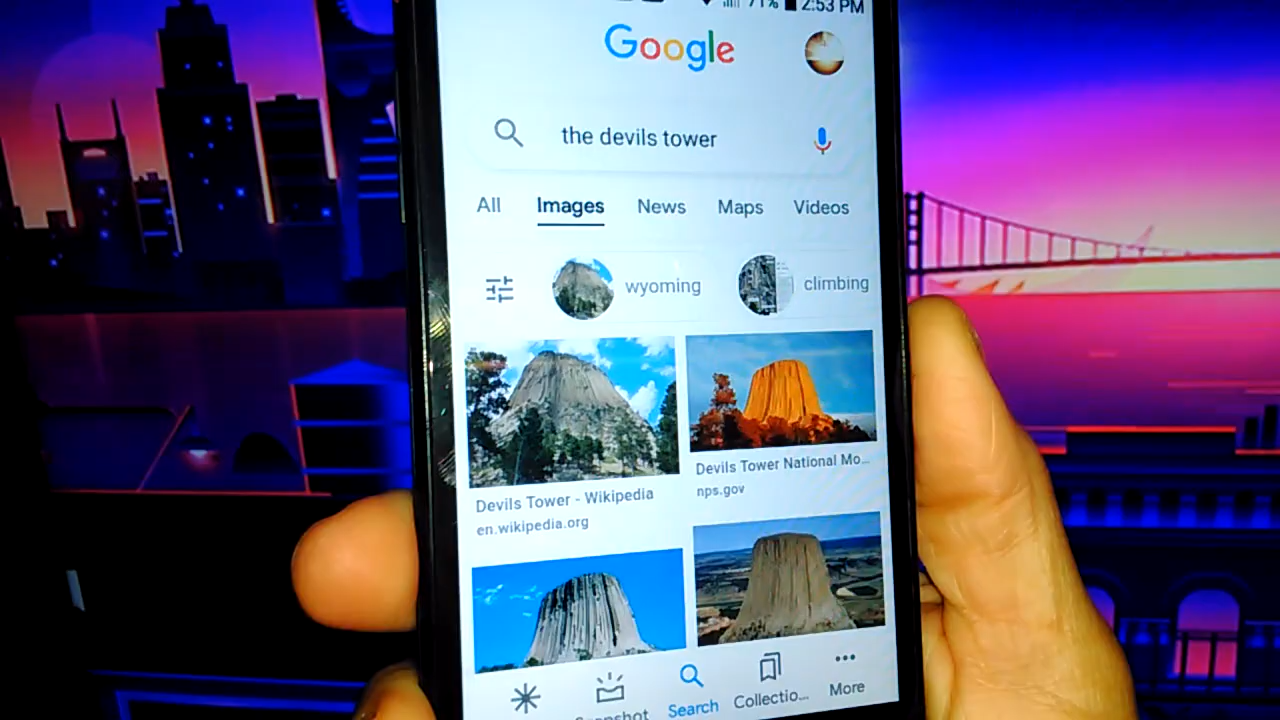 71% 2:53 PM
Google
the devils tower
All Images News Maps Videos
wyoming climbing
Devils Tower - Wikipedia
en.wikipedia.org
Devils Tower National Mo...
nps.gov
Search Collectio... More